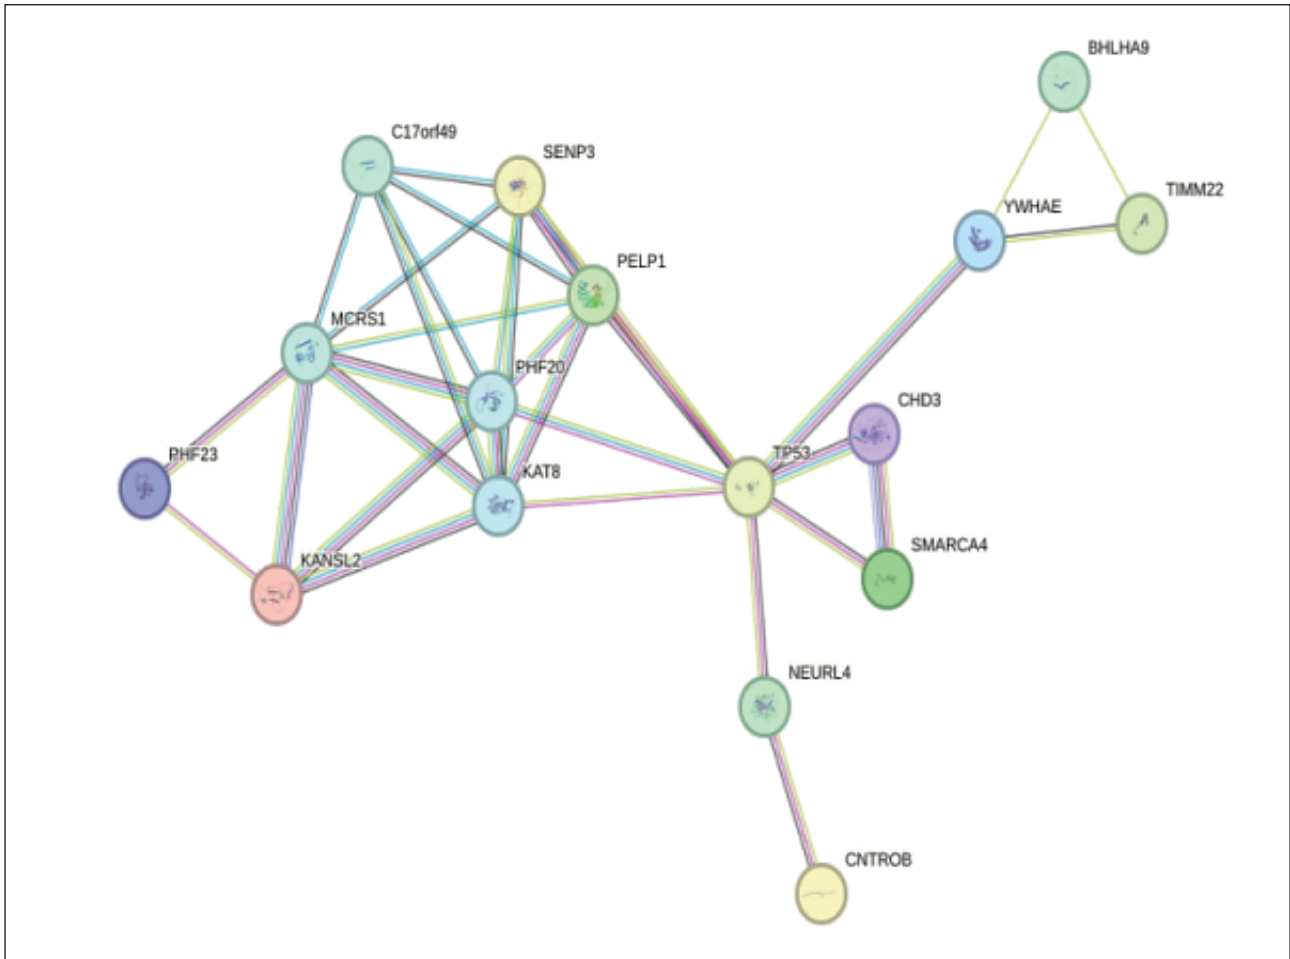 BHLHA9
C17orf49
SENP3
TIMM22
YWHAE
PELP1
MCRS1
PHF20
CHD3
PHF23
TP53
KAT8
SMARCA4
KANSL2
NEURL4
CNTROB